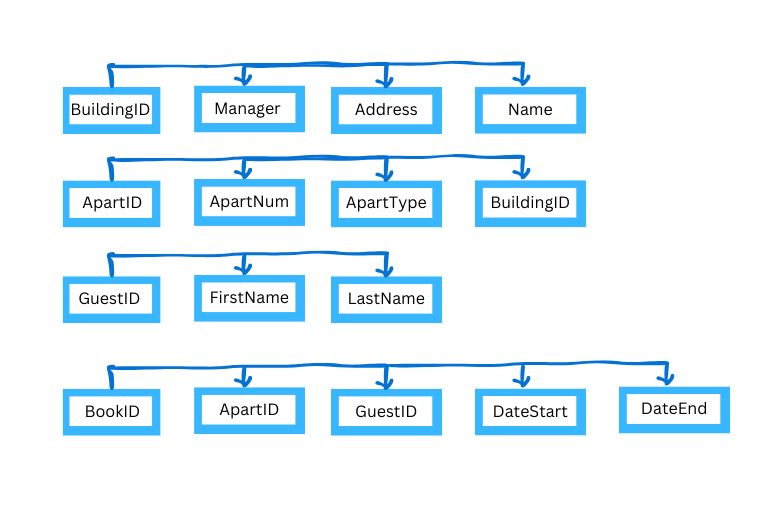 BuildingID Manager Address Name
ApartID ApartNum ApartType BuildingID
GuestID FirstName LastName
BookID ApartID GuestID DateStart DateEnd